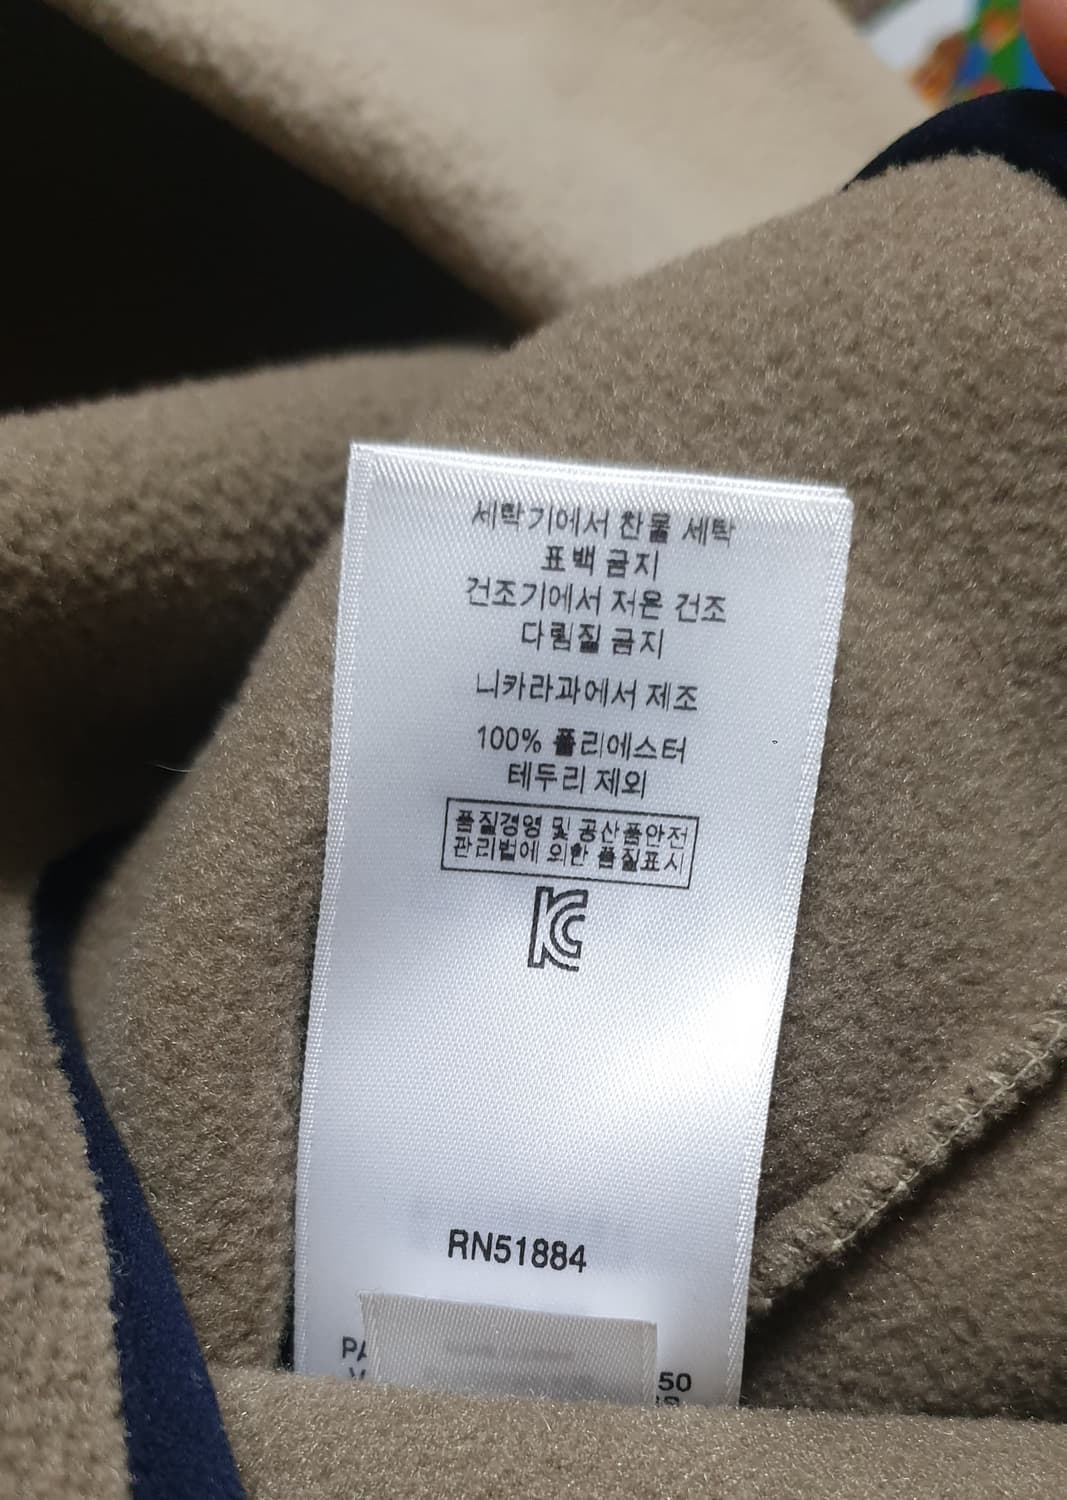 세탁기에서 찬물 세탁
표백 금지
건조기에서 저온 건조
다림질 금지
니카라과에서 제조
100% 폴리에스터
테두리 제외
품질경영 및 공산품안전
관리법에 의한 품질표시
KC
RN51884
50